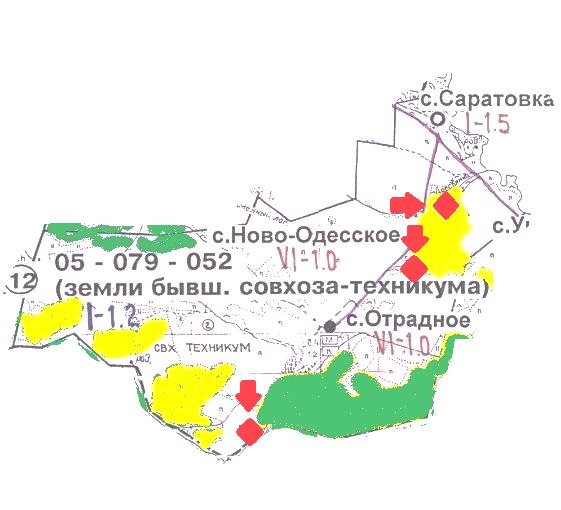 с.Саратовка
I-1.5
с.Ново-Одесское
с.У
VI-1.0
05 - 079 - 052
12
(земли бывш. совхоза-техникума)
I-1.2
2
с.Отрадное
СВХ ТЕХНИКУМ
VI-1.0